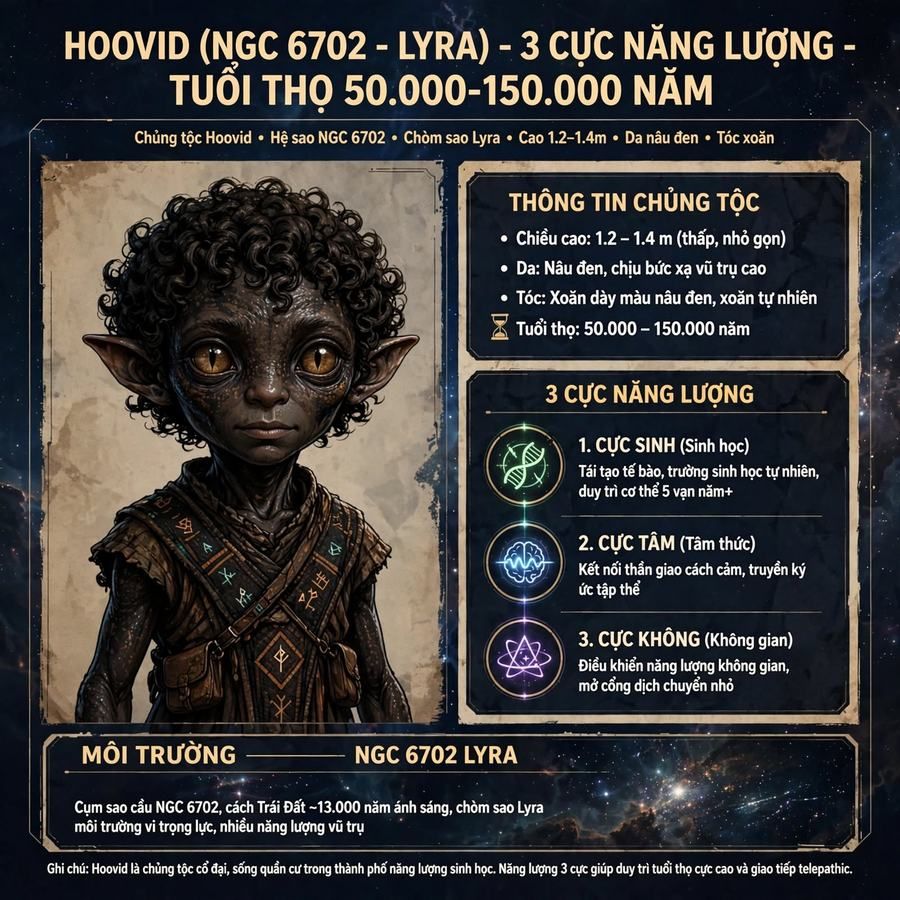 HOOVID (NGC 6702 - LYRA) - 3 CỰC NĂNG LƯỢNG -
TUỔI THỌ 50.000-150.000 NĂM
Chủng tộc Hoovid • Hệ sao NGC 6702 • Chòm sao Lyra • Cao 1.2–1.4m • Da nâu đen • Tóc xoăn
THÔNG TIN CHỦNG TỘC
• Chiều cao: 1.2 – 1.4 m (thấp, nhỏ gọn)
• Da: Nâu đen, chịu bức xạ vũ trụ cao
• Tóc: Xoăn dày màu nâu đen, xoăn tự nhiên
Tuổi thọ: 50.000 – 150.000 năm
3 CỰC NĂNG LƯỢNG
1. CỰC SINH (Sinh học)
Tái tạo tế bào, trường sinh học tự nhiên,
duy trì cơ thể 5 vạn năm+
2. CỰC TÂM (Tâm thức)
Kết nối thần giao cách cảm, truyền ký
ức tập thể
3. CỰC KHÔNG (Không gian)
Điều khiển năng lượng không gian,
mở cổng dịch chuyển nhỏ
MÔI TRƯỜNG — NGC 6702 LYRA
Cụm sao cầu NGC 6702, cách Trái Đất ~13.000 năm ánh sáng, chòm sao Lyra
môi trường vi trọng lực, nhiều năng lượng vũ trụ
Ghi chú: Hoovid là chủng tộc cổ đại, sống quần cư trong thành phố năng lượng sinh học. Năng lượng 3 cực giúp duy trì tuổi thọ cực cao và giao tiếp telepathic.